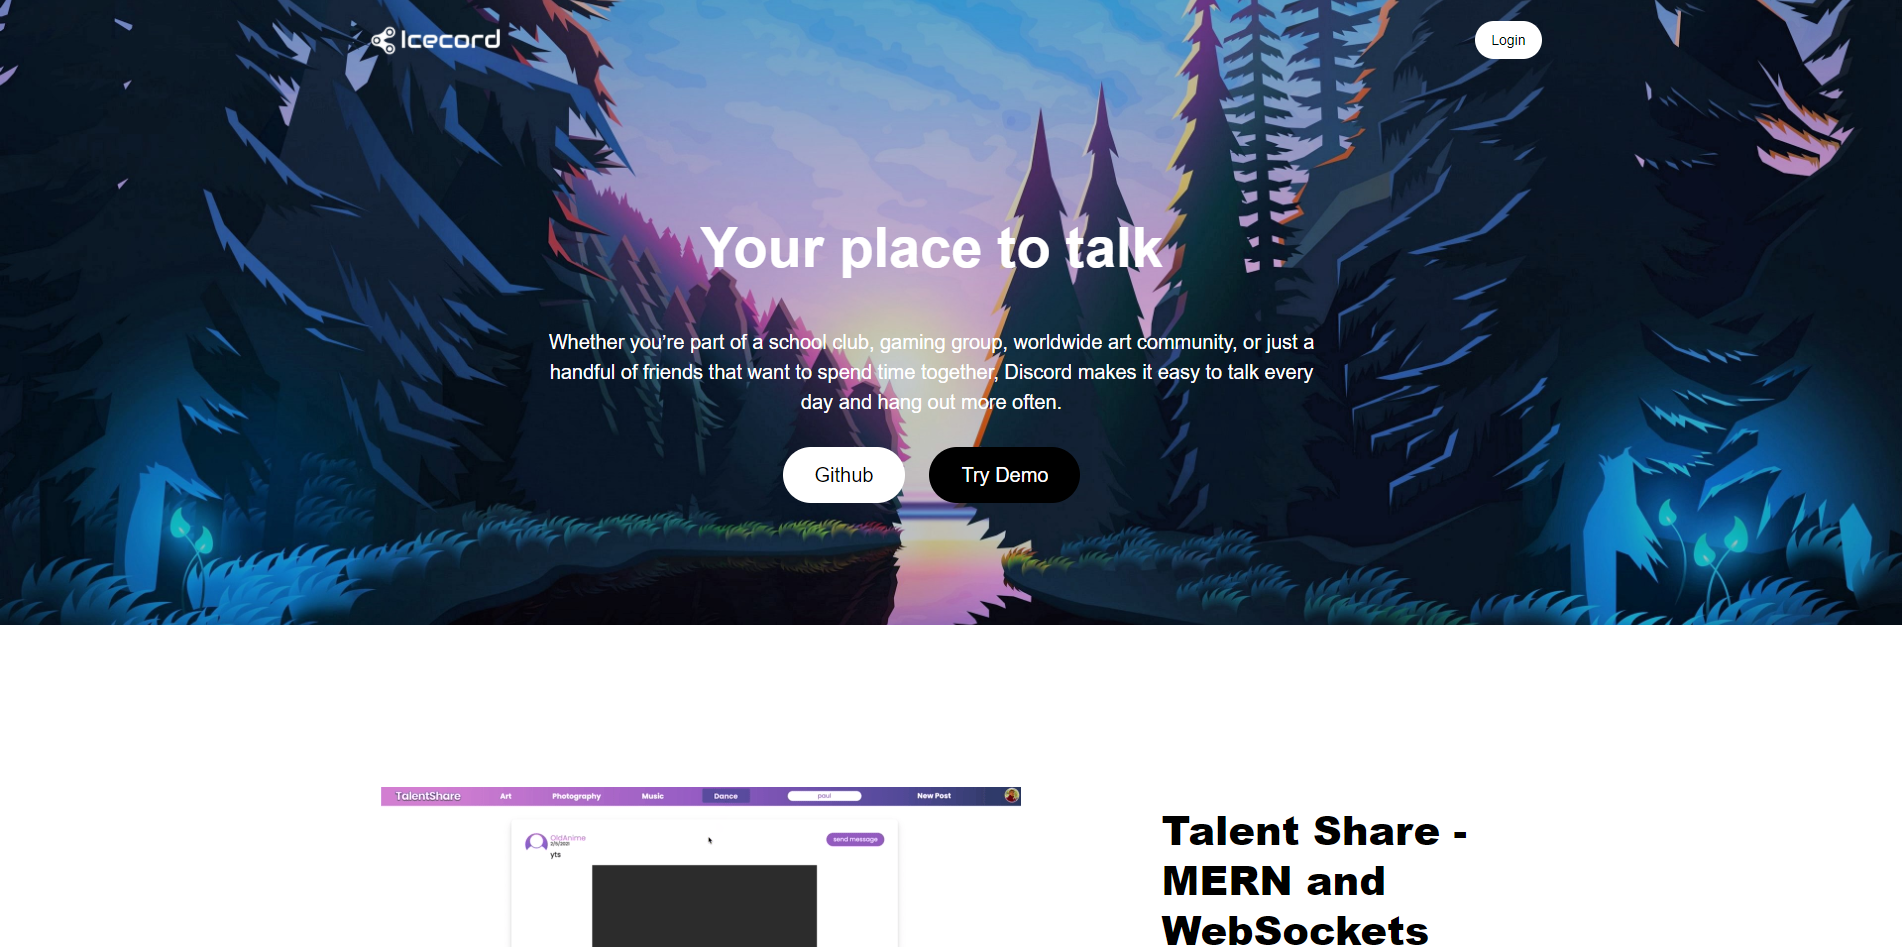 Icecord
Login
Your place to talk
Whether you’re part of a school club, gaming group, worldwide art community, or just a
handful of friends that want to spend time together, Discord makes it easy to talk every
day and hang out more often.
Github
Try Demo
TalentShare
Art
Photography
Music
Dance
paul
New Post
OldAnime
2/5/2021
send message
yts
Talent Share -
MERN and
WebSockets